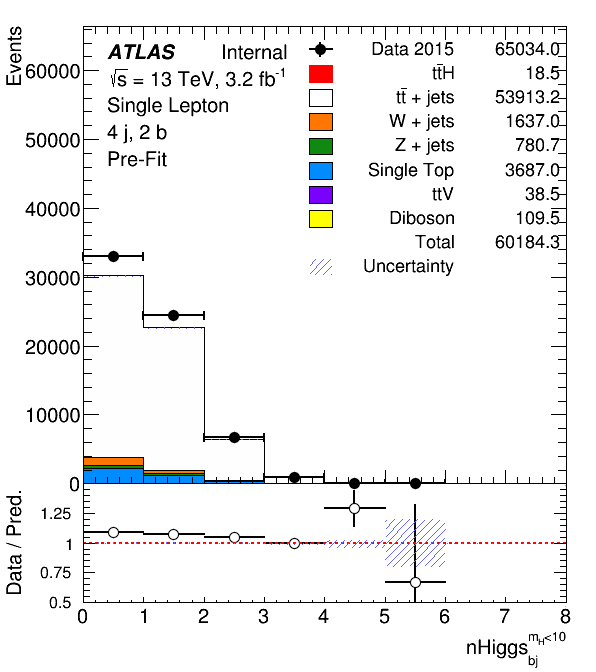 Events
60000
50000
40000
30000
20000
10000
0
ATLAS Internal
√s = 13 TeV, 3.2 fb⁻¹
Single Lepton
4 j, 2 b
Pre-Fit
Data 2015 65034.0
tt̄H 18.5
tt̄ + jets 53913.2
W + jets 1637.0
Z + jets 780.7
Single Top 3687.0
ttV 38.5
Diboson 109.5
Total 60184.3
Uncertainty
Data / Pred.
1.25
1
0.75
0.5
0 1 2 3 4 5 6 7 8
nHiggs_bj^m_H<10